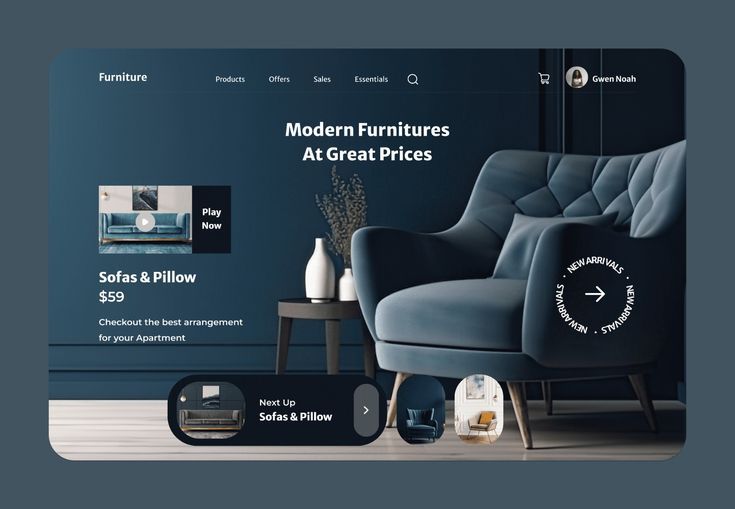 Furniture
Products
Offers
Sales
Essentials
Gwen Noah
Modern Furnitures
At Great Prices
Play
Now
Sofas & Pillow
$59
Checkout the best arrangement
for your Apartment
NEW ARRIVALS • NEW ARRIVALS • NEW ARRIVALS •
Next Up
Sofas & Pillow